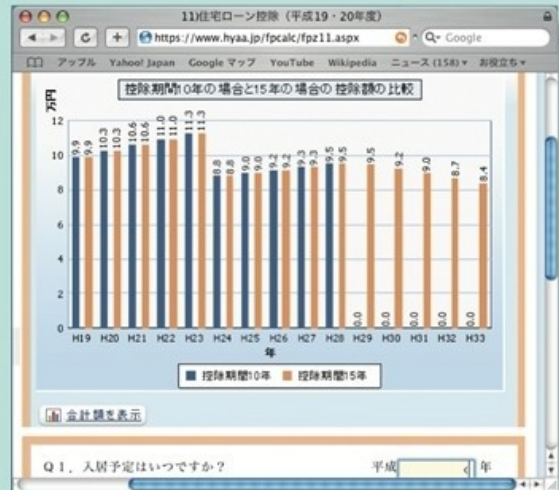 11)住宅ローン控除（平成19・20年度）
https://www.hyaa.jp/fpcalc/fpz11.aspx
Google
アップル Yahoo! Japan Google マップ YouTube Wikipedia ニュース (158) お役立ち
控除期間10年の場合と15年の場合の控除額の比較
万円
12
10
8
6
4
2
0
9.9 9.9 10.3 10.3 10.6 10.6 11.0 11.0 11.3 11.3 8.8 8.8 9.0 9.0 9.2 9.2 9.3 9.3 9.5 9.5 0.0 9.5 0.0 9.2 0.0 9.0 0.0 8.7 0.0 8.4
H19 H20 H21 H22 H23 H24 H25 H26 H27 H28 H29 H30 H31 H32 H33
年
控除期間10年 控除期間15年
合計額を表示
Q1，入居予定はいつですか？ 平成 年